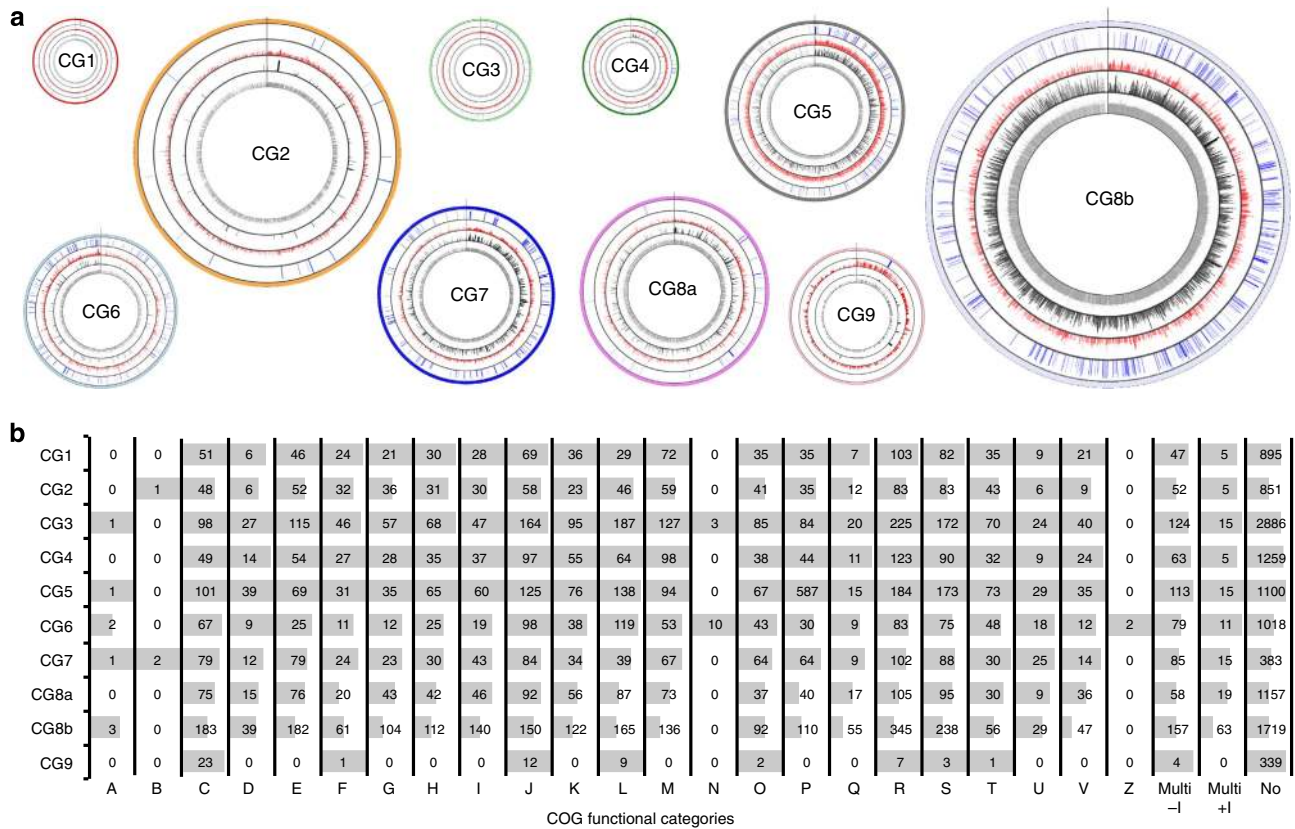 a
CG1
CG2
CG3
CG4
CG5
CG8b
CG6
CG7
CG8a
CG9
b
CG1 0 0 51 6 46 24 21 30 28 69 36 29 72 0 35 35 7 103 82 35 9 21 0 47 5 895
CG2 0 1 48 6 52 32 36 31 30 58 23 46 59 0 41 35 12 83 83 43 6 9 0 52 5 851
CG3 1 0 98 27 115 46 57 68 47 164 95 187 127 3 85 84 20 225 172 70 24 40 0 124 15 2886
CG4 0 0 49 14 54 27 28 35 37 97 55 64 98 0 38 44 11 123 90 32 9 24 0 63 5 1259
CG5 1 0 101 39 69 31 35 65 60 125 76 138 94 0 67 587 15 184 173 73 29 35 0 113 15 1100
CG6 2 0 67 9 25 11 12 25 19 98 38 119 53 10 43 30 9 83 75 48 18 12 2 79 11 1018
CG7 1 2 79 12 79 24 23 30 43 84 34 39 67 0 64 64 9 102 88 30 25 14 0 85 15 383
CG8a 0 0 75 15 76 20 43 42 46 92 56 87 73 0 37 40 17 105 95 30 9 36 0 58 19 1157
CG8b 3 0 183 39 182 61 104 112 140 150 122 165 136 0 92 110 55 345 238 56 29 47 0 157 63 1719
CG9 0 0 23 0 0 1 0 0 0 12 0 9 0 0 2 0 0 7 3 1 0 0 0 4 0 339
A B C D E F G H I J K L M N O P Q R S T U V Z Multi Multi No
–I +I
COG functional categories